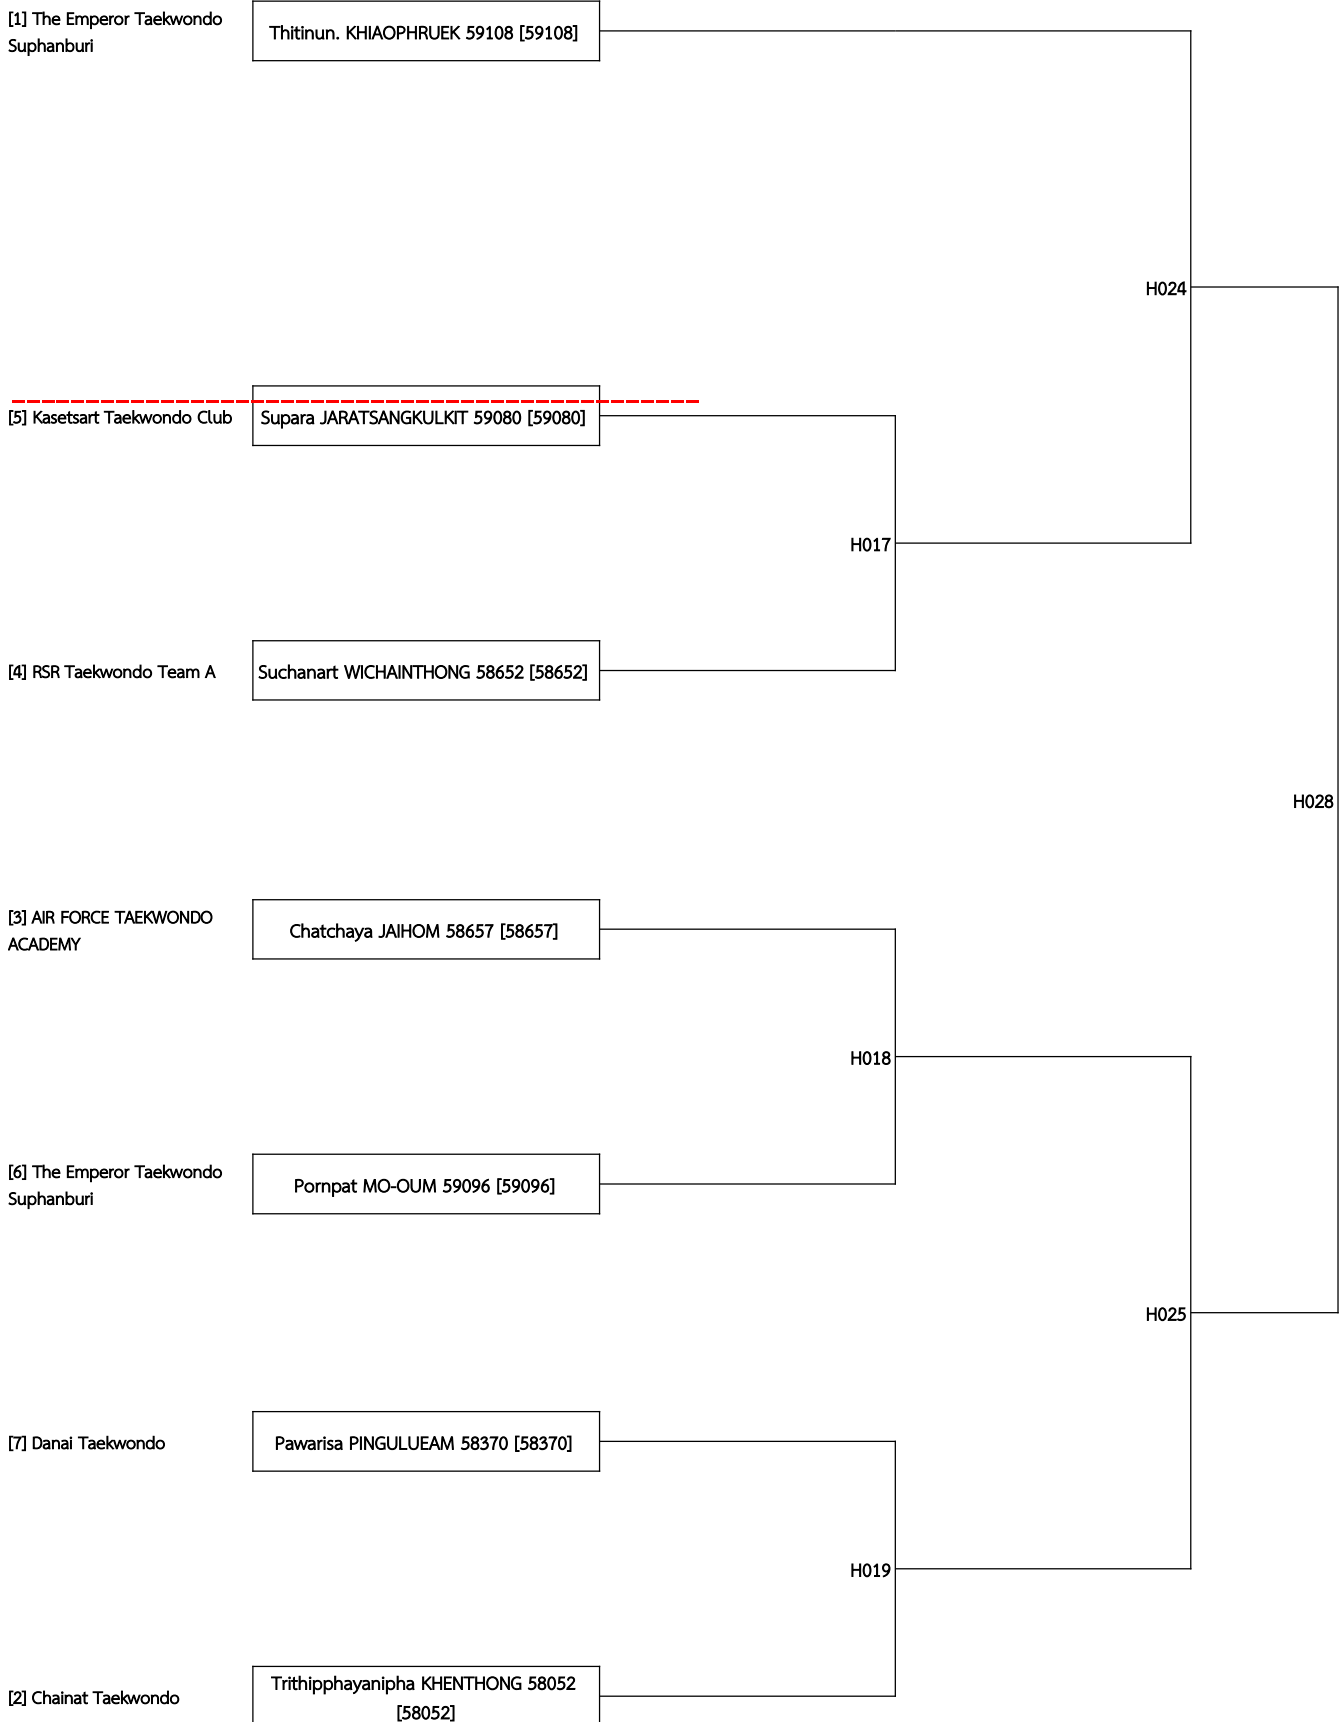 [1] The Emperor Taekwondo
Suphanburi
Thitinun. KHIAOPHRUEK 59108 [59108]
H024
[5] Kasetsart Taekwondo Club
Supara JARATSANGKULKIT 59080 [59080]
H017
[4] RSR Taekwondo Team A
Suchanart WICHAINTHONG 58652 [58652]
H028
[3] AIR FORCE TAEKWONDO
ACADEMY
Chatchaya JAIHOM 58657 [58657]
H018
[6] The Emperor Taekwondo
Suphanburi
Pornpat MO-OUM 59096 [59096]
H025
[7] Danai Taekwondo
Pawarisa PINGULUEAM 58370 [58370]
H019
[2] Chainat Taekwondo
Trithipphayanipha KHENTHONG 58052
[58052]